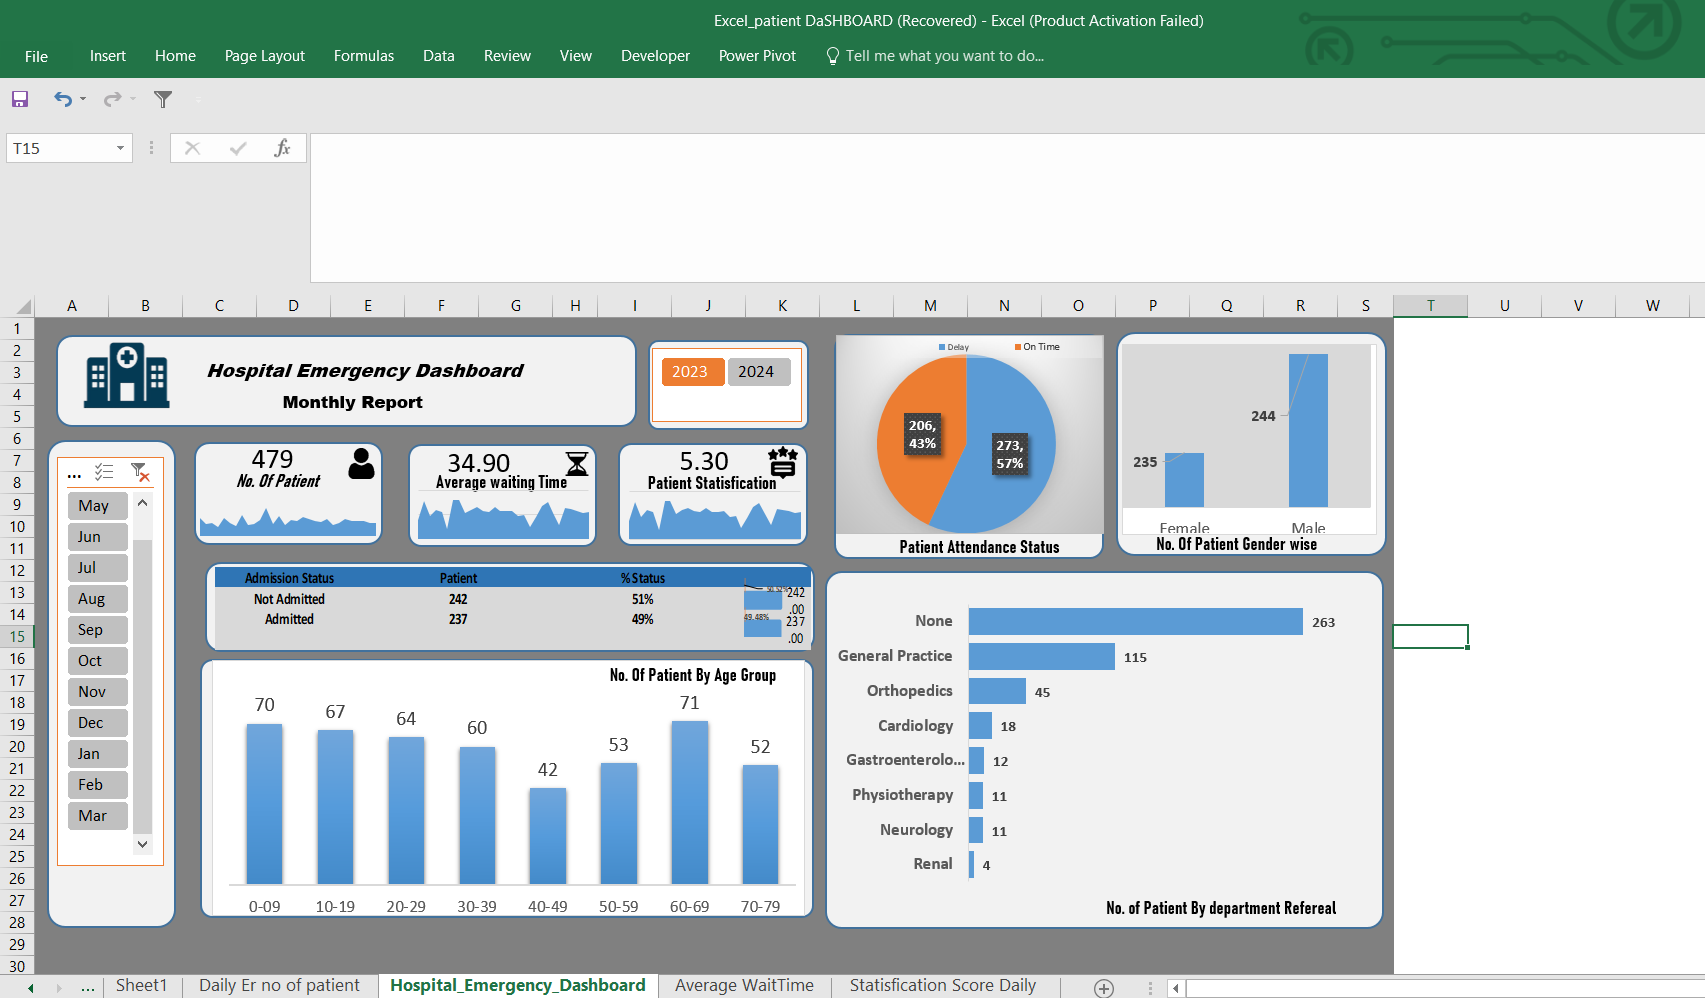 Excel_patient DaSHBOARD (Recovered) - Excel (Product Activation Failed)
File Insert Home Page Layout Formulas Data Review View Developer Power Pivot Tell me what you want to do...
T15
fx
A B C D E F G H I J K L M N O P Q R S T U V W
1
2
3
4
5
6
7
8
9
10
11
12
13
14
15
16
17
18
19
20
21
22
23
24
25
26
27
28
29
30
Hospital Emergency Dashboard
Monthly Report
2023 2024
...
May
Jun
Jul
Aug
Sep
Oct
Nov
Dec
Jan
Feb
Mar
479
No. Of Patient
34.90
Average waiting Time
5.30
Patient Statisfication
Delay On Time
206,
43%
273,
57%
Patient Attendance Status
244
235
Female Male
No. Of Patient Gender wise
Admission Status Patient % Status
Not Admitted 242 51%
Admitted 237 49%
50.52%
242
.00
49.48%
237
.00
No. Of Patient By Age Group
70 67 64 60 42 53 71 52
0-09 10-19 20-29 30-39 40-49 50-59 60-69 70-79
None 263
General Practice 115
Orthopedics 45
Cardiology 18
Gastroenterolo... 12
Physiotherapy 11
Neurology 11
Renal 4
No. of Patient By department Refereal
... Sheet1 Daily Er no of patient Hospital_Emergency_Dashboard Average WaitTime Statisfication Score Daily